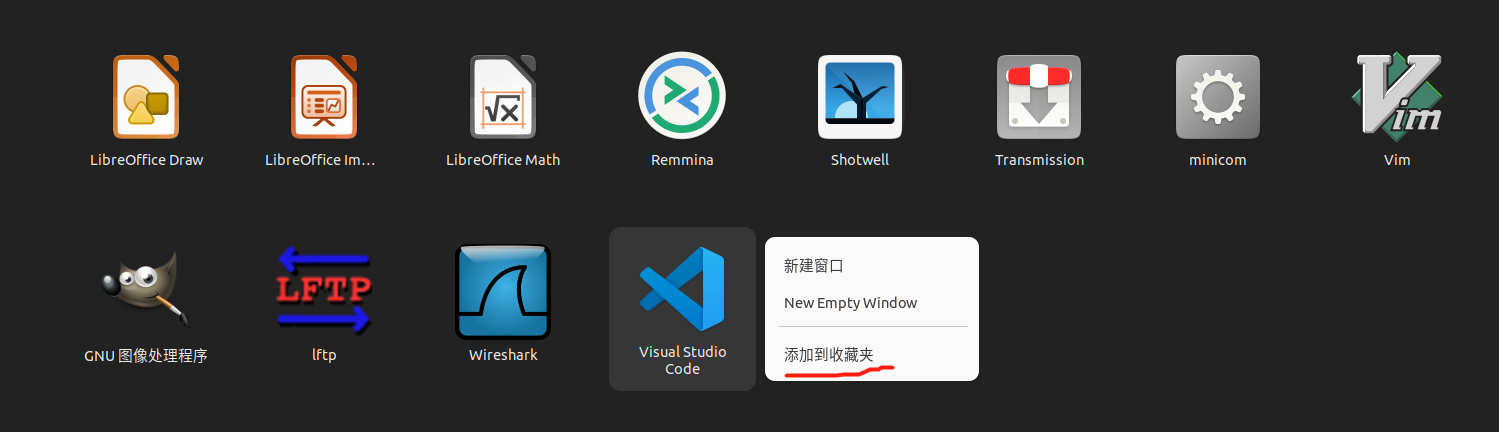 LibreOffice Draw
LibreOffice Im...
LibreOffice Math
Remmina
Shotwell
Transmission
minicom
Vim
Vim
LFTP
GNU 图像处理程序
lftp
Wireshark
Visual Studio
Code
新建窗口
New Empty Window
添加到收藏夹